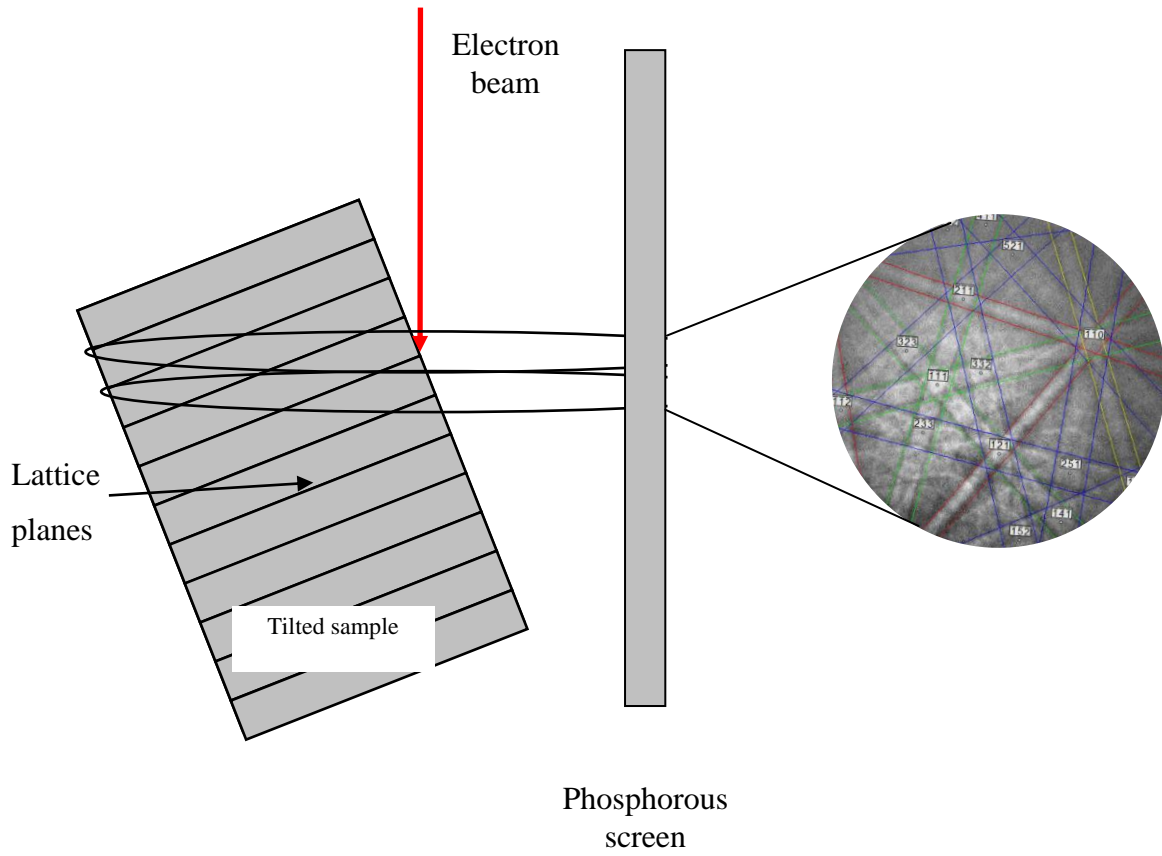 Electron
beam
Lattice
planes
Tilted sample
Phosphorous
screen
521
211
110
323
332
111
112
233
121
251
141
152